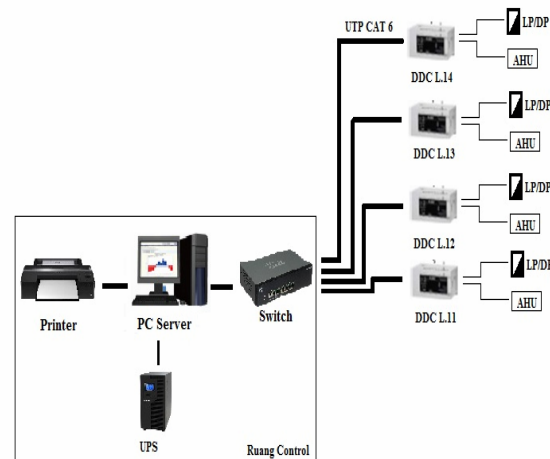 UTP CAT 6
LP/DP
AHU
DDC L.14
LP/DP
AHU
DDC L.13
LP/DP
AHU
DDC L.12
LP/DP
AHU
DDC L.11
Printer
PC Server
Switch
UPS
Ruang Control